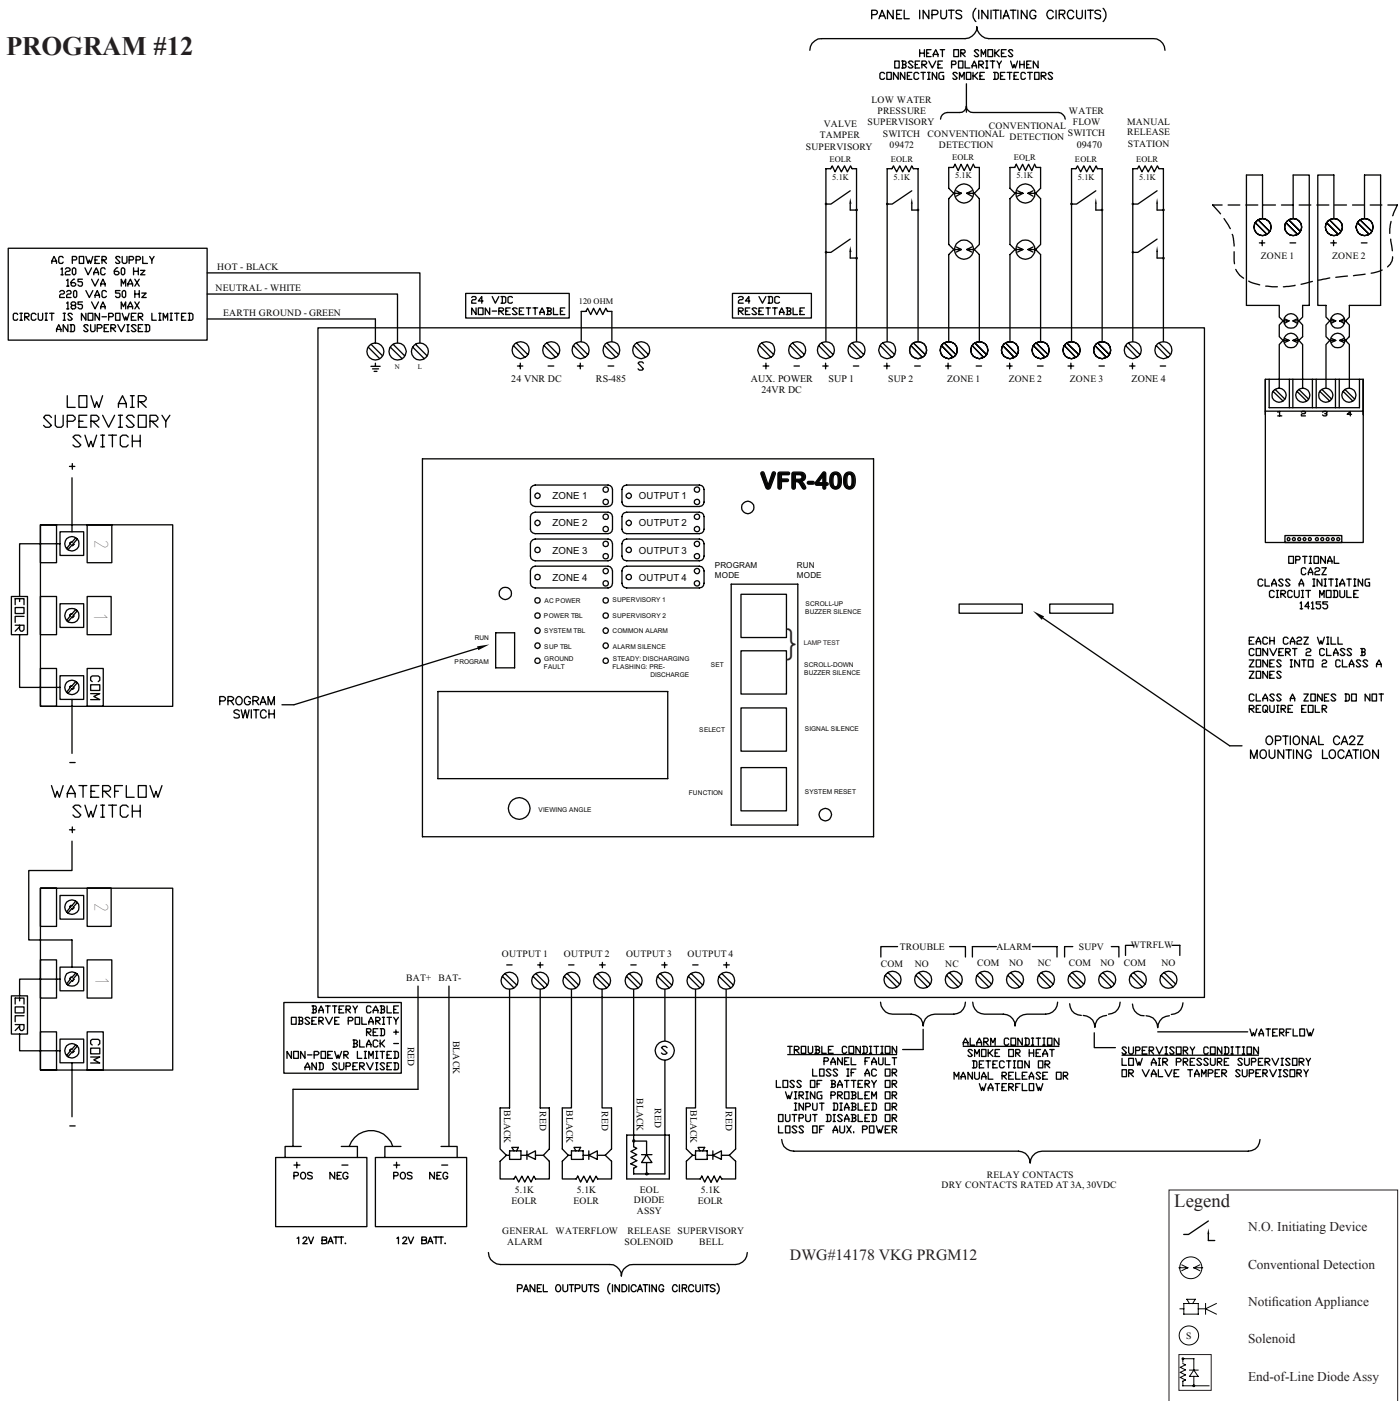 PROGRAM #12
PANEL INPUTS (INITIATING CIRCUITS)
HEAT OR SMOKES
OBSERVE POLARITY WHEN
CONNECTING SMOKE DETECTORS
VALVE
TAMPER
SUPERVISORY
LOW WATER
PRESSURE
SUPERVISORY
SWITCH
09472
CONVENTIONAL
DETECTION
CONVENTIONAL
DETECTION
WATER
FLOW
SWITCH
09470
MANUAL
RELEASE
STATION
EOLR EOLR EOLR EOLR EOLR EOLR
5.1K 5.1K 5.1K 5.1K 5.1K 5.1K
AC POWER SUPPLY
120 VAC 60 Hz
165 VA MAX
220 VAC 50 Hz
185 VA MAX
CIRCUIT IS NON-POWER LIMITED
AND SUPERVISED
HOT - BLACK
NEUTRAL - WHITE
EARTH GROUND - GREEN
N L
24 VDC
NON-RESETTABLE
120 OHM
24 VDC
RESETTABLE
+ - + - S
24 VNR DC RS-485
+ - + - + - + - + - + - + -
AUX. POWER
24VR DC
SUP 1 SUP 2 ZONE 1 ZONE 2 ZONE 3 ZONE 4
+ - + -
ZONE 1 ZONE 2
1 2 3 4
OPTIONAL
CA2Z
CLASS A INITIATING
CIRCUIT MODULE
14155
EACH CA2Z WILL
CONVERT 2 CLASS B
ZONES INTO 2 CLASS A
ZONES
CLASS A ZONES DO NOT
REQUIRE EOLR
OPTIONAL CA2Z
MOUNTING LOCATION
LOW AIR
SUPERVISORY
SWITCH
+
2
1
COM
EOLR
-
WATERFLOW
SWITCH
+
2
1
COM
EOLR
-
VFR-400
ZONE 1 OUTPUT 1
ZONE 2 OUTPUT 2
ZONE 3 OUTPUT 3
ZONE 4 OUTPUT 4
AC POWER SUPERVISORY 1
POWER TBL SUPERVISORY 2
SYSTEM TBL COMMON ALARM
SUP TBL ALARM SILENCE
GROUND
FAULT
STEADY: DISCHARGING
FLASHING: PRE-
DISCHARGE
RUN
PROGRAM
PROGRAM
SWITCH
PROGRAM
MODE
RUN
MODE
SCROLL-UP
BUZZER SILENCE
LAMP TEST
SET
SCROLL-DOWN
BUZZER SILENCE
SELECT SIGNAL SILENCE
FUNCTION SYSTEM RESET
VIEWING ANGLE
BAT+ BAT-
OUTPUT 1 OUTPUT 2 OUTPUT 3 OUTPUT 4
- + - + - + - +
TROUBLE ALARM SUPV WTRFLW
COM NO NC COM NO NC COM NO COM NO
BATTERY CABLE
OBSERVE POLARITY
RED +
BLACK -
NON-POEWR LIMITED
AND SUPERVISED
RED
BLACK
+ - + -
POS NEG POS NEG
12V BATT. 12V BATT.
S
BLACK RED BLACK RED BLACK RED BLACK RED
5.1K
EOLR
5.1K
EOLR
EOL
DIODE
ASSY
5.1K
EOLR
GENERAL
ALARM
WATERFLOW
RELEASE
SOLENOID
SUPERVISORY
BELL
PANEL OUTPUTS (INDICATING CIRCUITS)
TROUBLE CONDITION
PANEL FAULT
LOSS IF AC OR
LOSS OF BATTERY OR
WIRING PROBLEM OR
INPUT DIABLED OR
OUTPUT DISABLED OR
LOSS OF AUX. POWER
ALARM CONDITION
SMOKE OR HEAT
DETECTION OR
MANUAL RELEASE OR
WATERFLOW
WATERFLOW
SUPERVISORY CONDITION
LOW AIR PRESSURE SUPERVISORY
OR VALVE TAMPER SUPERVISORY
RELAY CONTACTS
DRY CONTACTS RATED AT 3A, 30VDC
DWG#14178 VKG PRGM12
Legend
N.O. Initiating Device
Conventional Detection
Notification Appliance
S Solenoid
End-of-Line Diode Assy